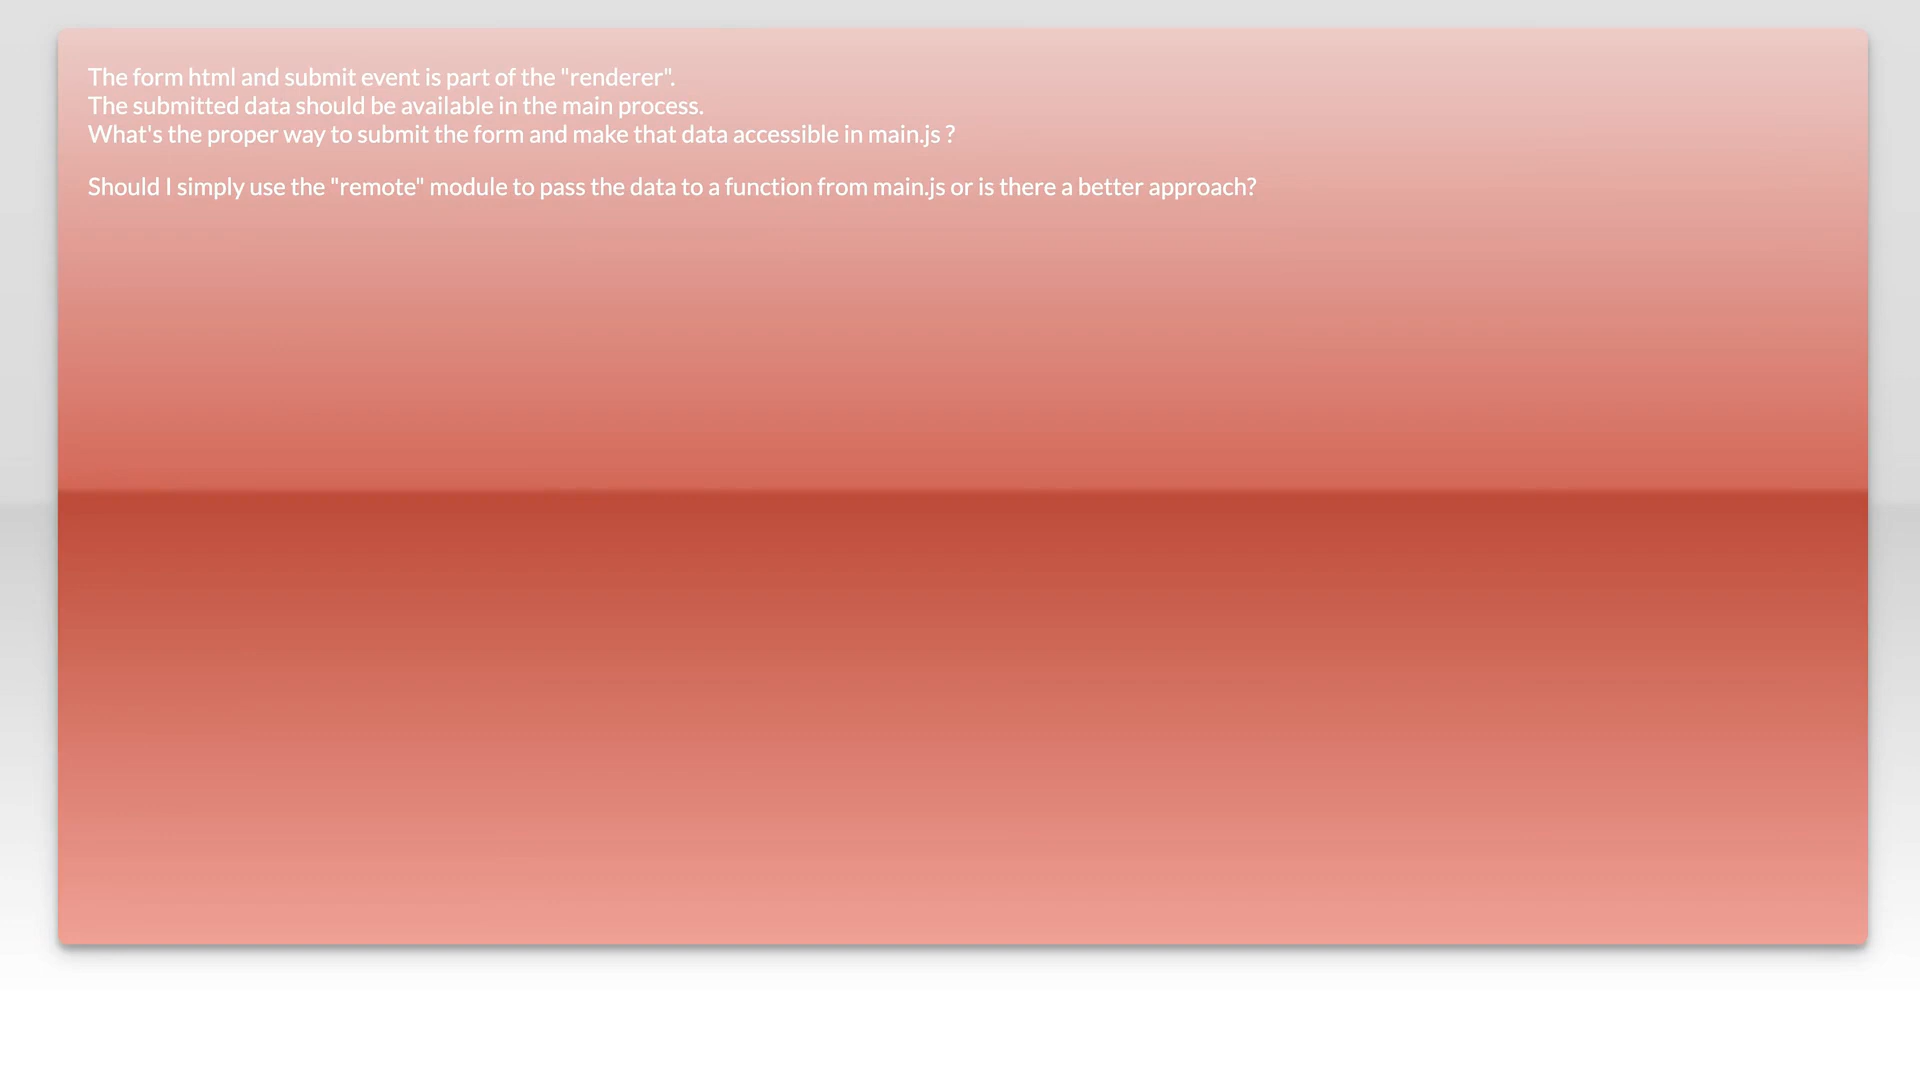 The form html and submit event is part of the "renderer".
The submitted data should be available in the main process.
What's the proper way to submit the form and make that data accessible in main.js ?
Should I simply use the "remote" module to pass the data to a function from main.js or is there a better approach?